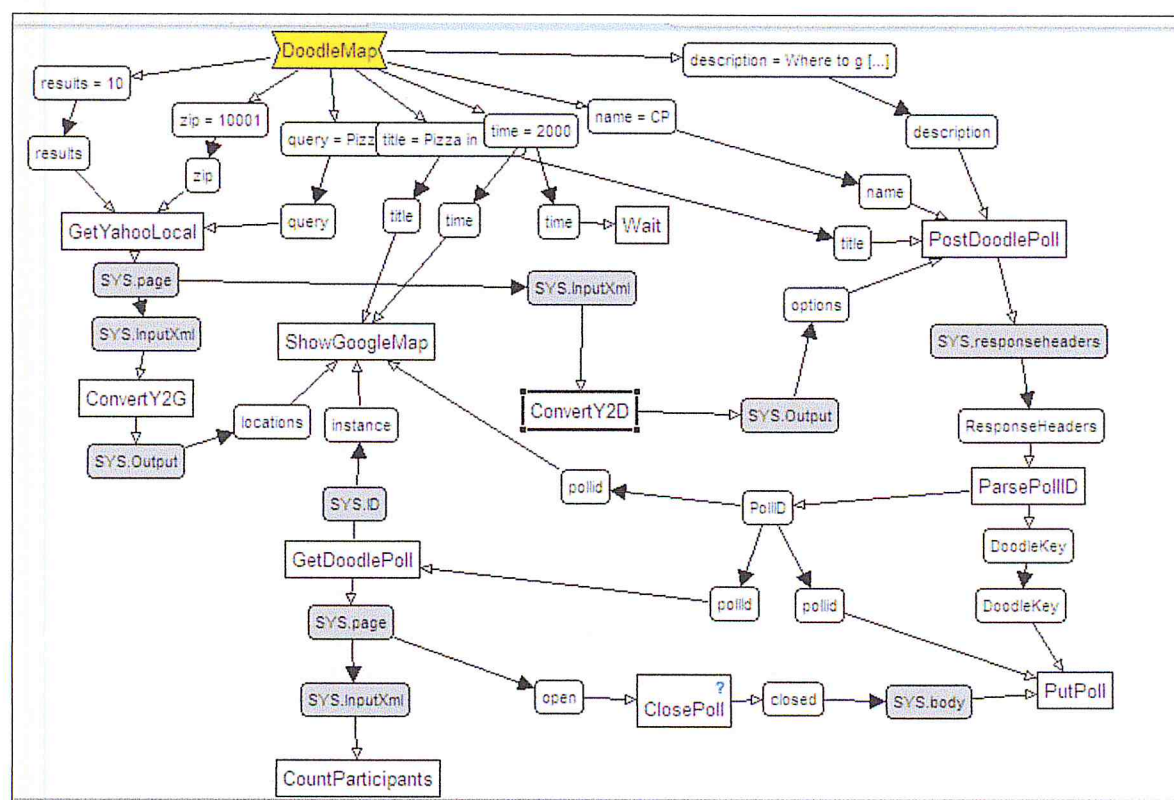 DoodleMap
description = Where to g [...]
results = 10
zip = 10001
name = CP
query = Pizz
title = Pizza in
time = 2000
description
results
zip
name
query
title
time
time
Wait
title
GetYahooLocal
PostDoodlePoll
SYS.page
SYS.InputXml
options
SYS.InputXml
ShowGoogleMap
SYS.responseheaders
ConvertY2G
ConvertY2D
SYS.Output
locations
instance
ResponseHeaders
SYS.Output
pollid
SYS.ID
PollID
ParsePollID
GetDoodlePoll
DoodleKey
pollid
pollid
DoodleKey
SYS.page
SYS.InputXml
open
?
ClosePoll
closed
SYS.body
PutPoll
CountParticipants